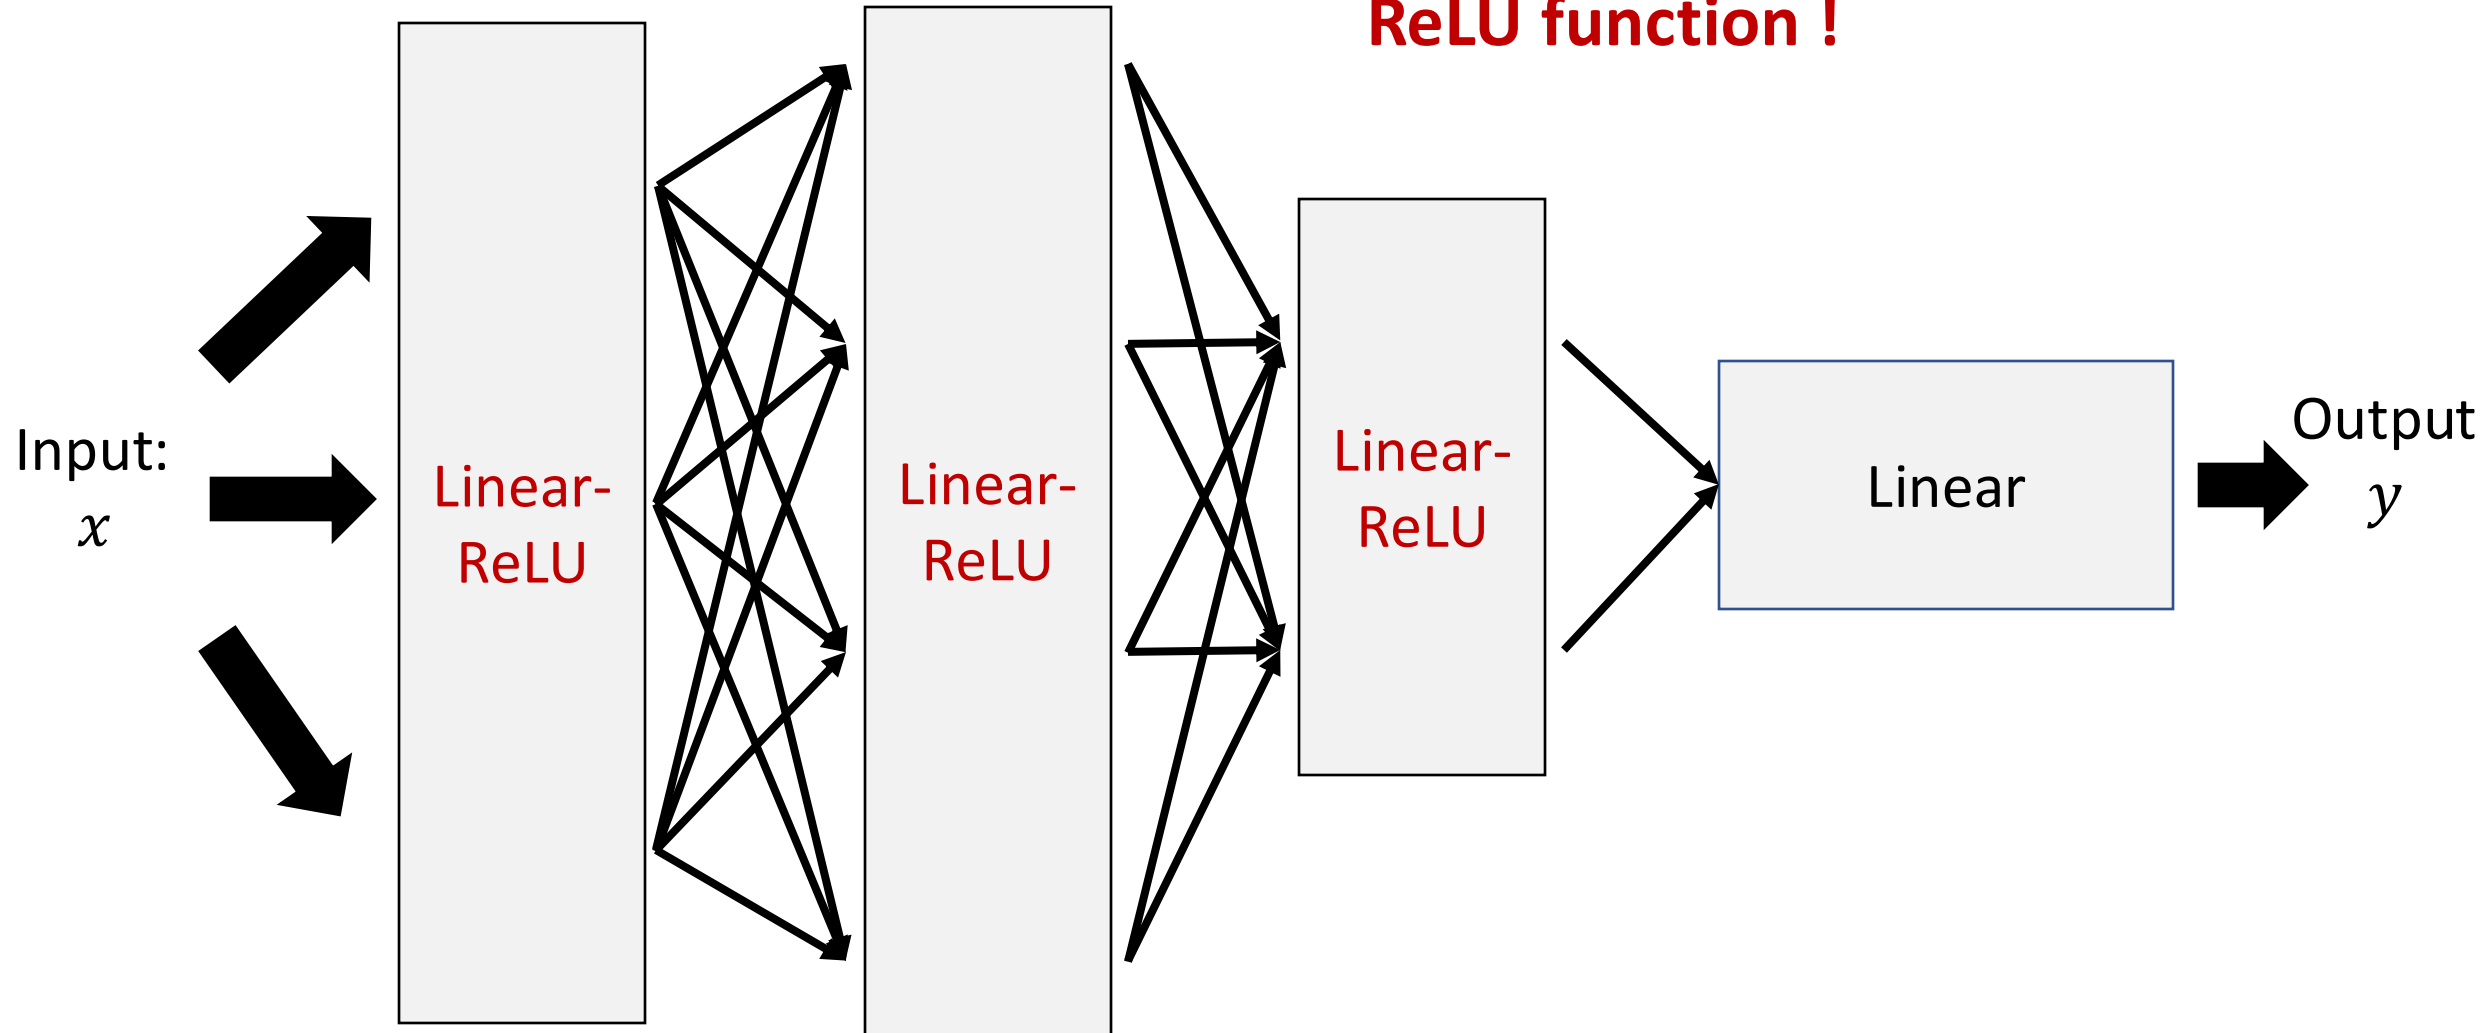 ReLU function !
Input:
x
Linear-
ReLU
Linear-
ReLU
Linear-
ReLU
Linear
Output
y